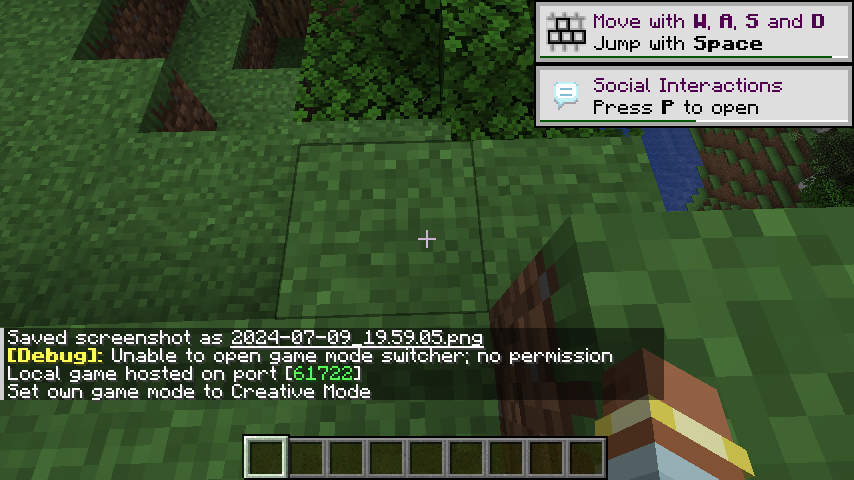 Move with W, A, S and D
Jump with Space
Social Interactions
Press P to open
Saved screenshot as 2024-07-09_19.59.05.png
[Debug]: Unable to open game mode switcher; no permission
Local game hosted on port [61722]
Set own game mode to Creative Mode